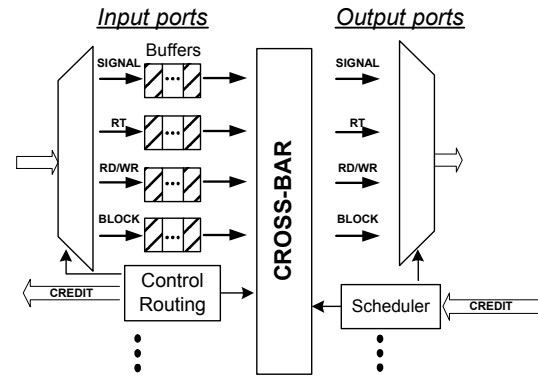 Input ports
Output ports
Buffers
SIGNAL
...
SIGNAL
RT
...
RT
RD/WR
...
RD/WR
BLOCK
...
BLOCK
CROSS-BAR
Control
Routing
Scheduler
CREDIT
CREDIT